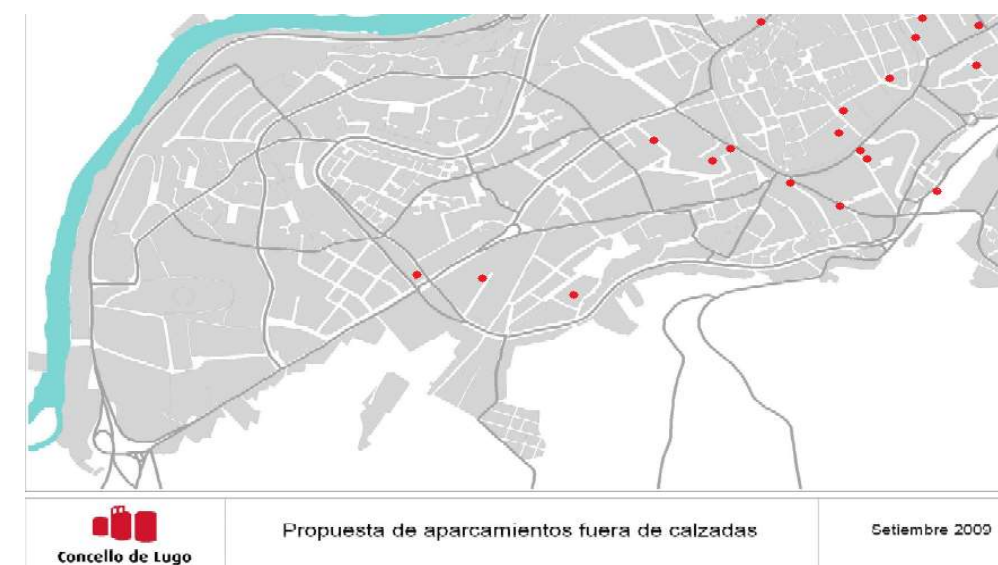 Concello de Lugo
Propuesta de aparcamientos fuera de calzadas
Setiembre 2009